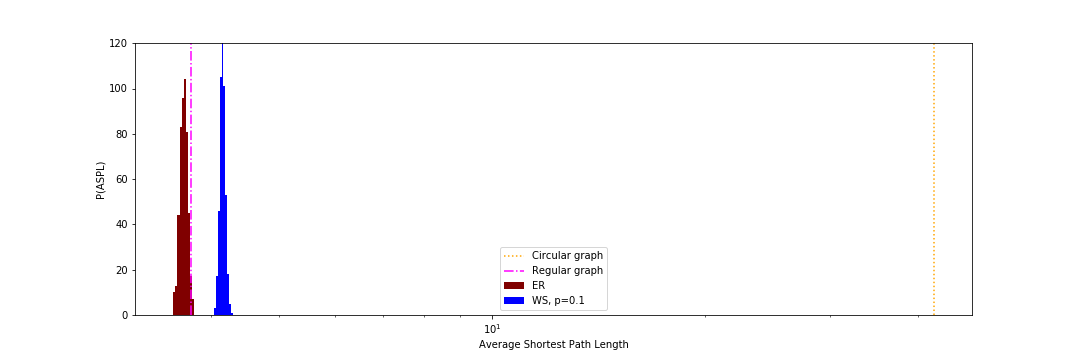 120
100
80
60
40
20
0
P(ASPL)
Circular graph
Regular graph
ER
WS, p=0.1
10¹
Average Shortest Path Length